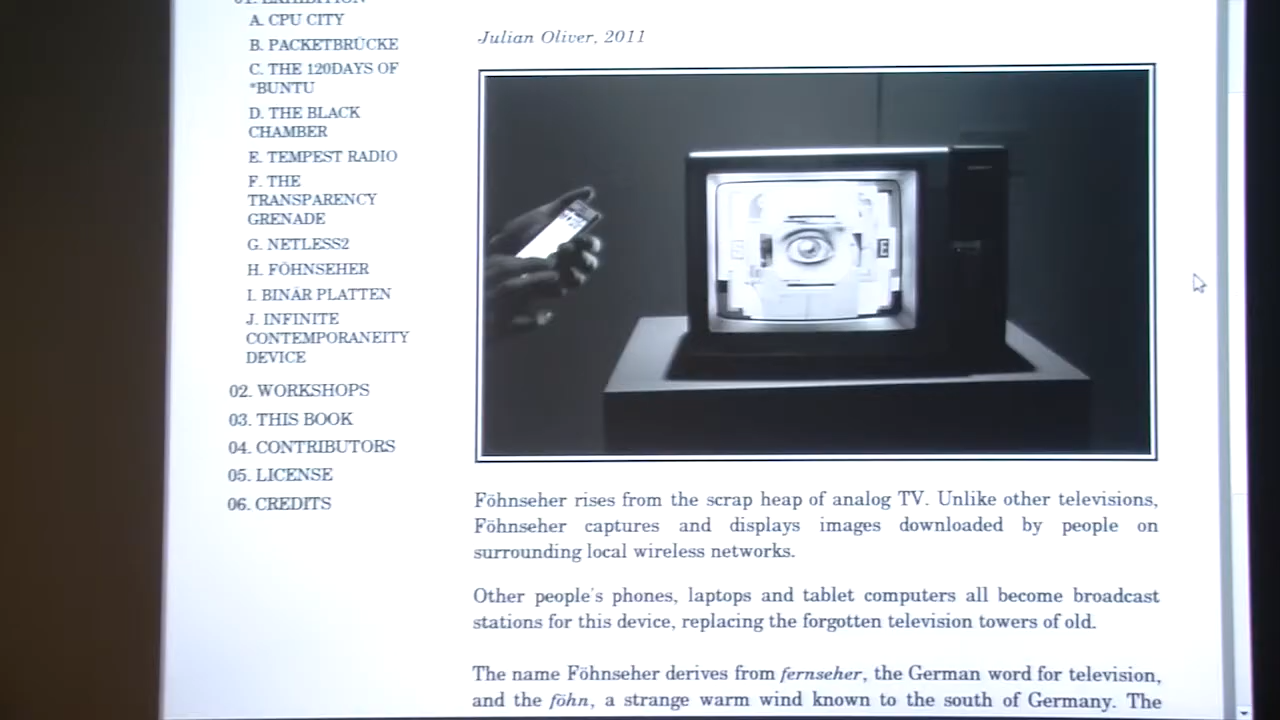 01. EXHIBITION
A. CPU CITY
B. PACKETBRÜCKE
C. THE 120DAYS OF
*BUNTU
D. THE BLACK
CHAMBER
E. TEMPEST RADIO
F. THE
TRANSPARENCY
GRENADE
G. NETLESS2
H. FÖHNSEHER
I. BINÄR PLATTEN
J. INFINITE
CONTEMPORANEITY
DEVICE
02. WORKSHOPS
03. THIS BOOK
04. CONTRIBUTORS
05. LICENSE
06. CREDITS
Julian Oliver, 2011
E
Föhnseher rises from the scrap heap of analog TV. Unlike other televisions,
Föhnseher captures and displays images downloaded by people on
surrounding local wireless networks.
Other people's phones, laptops and tablet computers all become broadcast
stations for this device, replacing the forgotten television towers of old.
The name Föhnseher derives from fernseher, the German word for television,
and the föhn, a strange warm wind known to the south of Germany. The